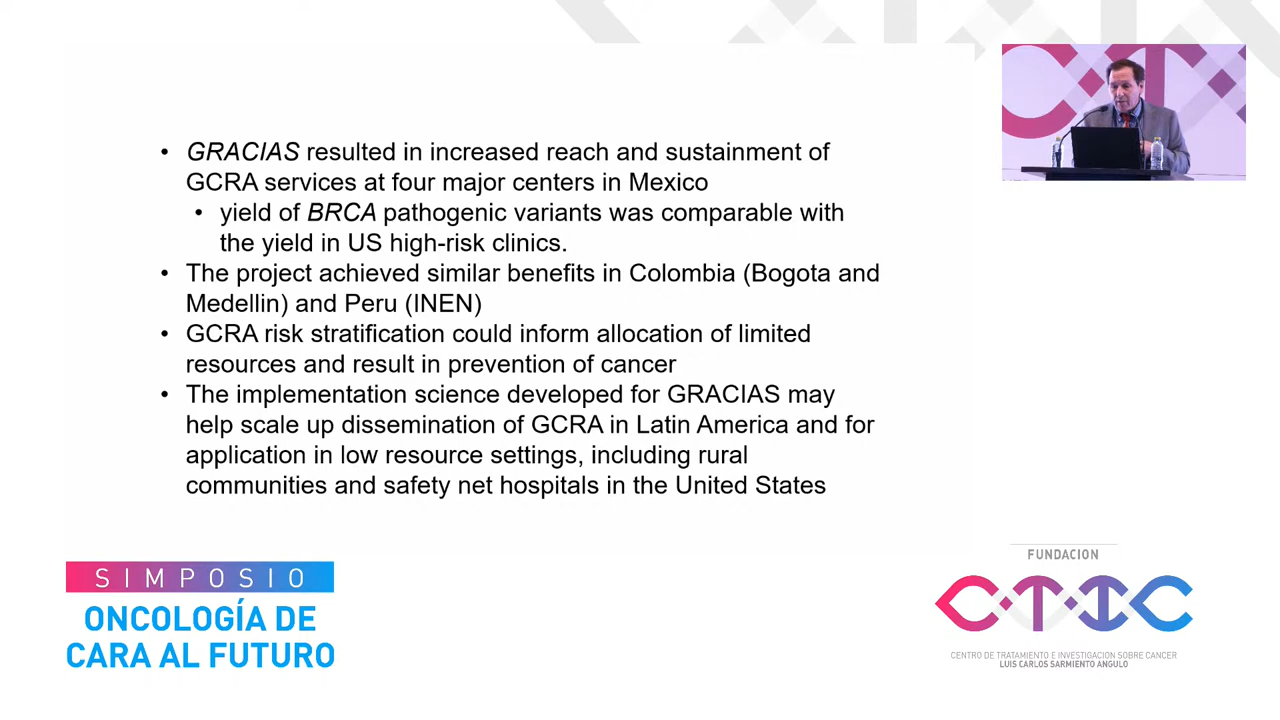 • GRACIAS resulted in increased reach and sustainment of
GCRA services at four major centers in Mexico
• yield of BRCA pathogenic variants was comparable with
the yield in US high-risk clinics.
• The project achieved similar benefits in Colombia (Bogota and
Medellin) and Peru (INEN)
• GCRA risk stratification could inform allocation of limited
resources and result in prevention of cancer
• The implementation science developed for GRACIAS may
help scale up dissemination of GCRA in Latin America and for
application in low resource settings, including rural
communities and safety net hospitals in the United States
SIMPOSIO
ONCOLOGÍA DE
CARA AL FUTURO
FUNDACION
CTIC
CENTRO DE TRATAMIENTO E INVESTIGACION SOBRE CANCER
LUIS CARLOS SARMIENTO ANGULO